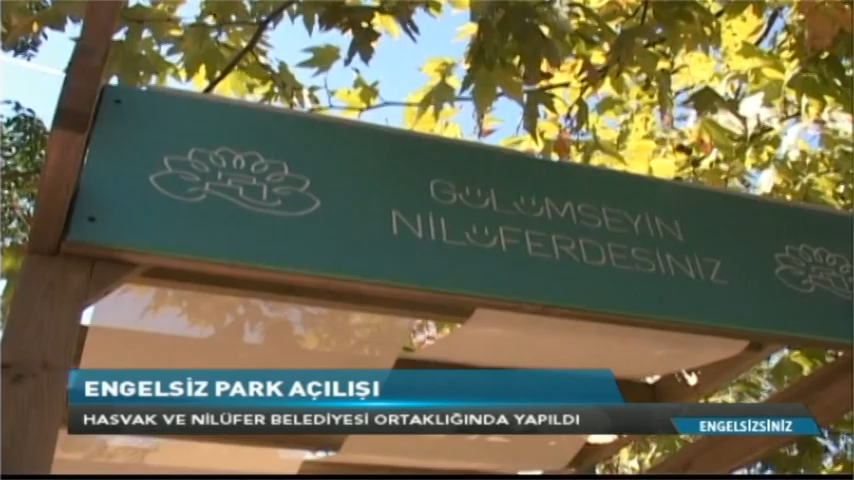 GÜLÜMSEYİN
NİLÜFERDESİNİZ
ENGELSİZ PARK AÇILIŞI
HASVAK VE NİLÜFER BELEDİYESİ ORTAKLIĞINDA YAPILDI
ENGELSİZSİNİZ